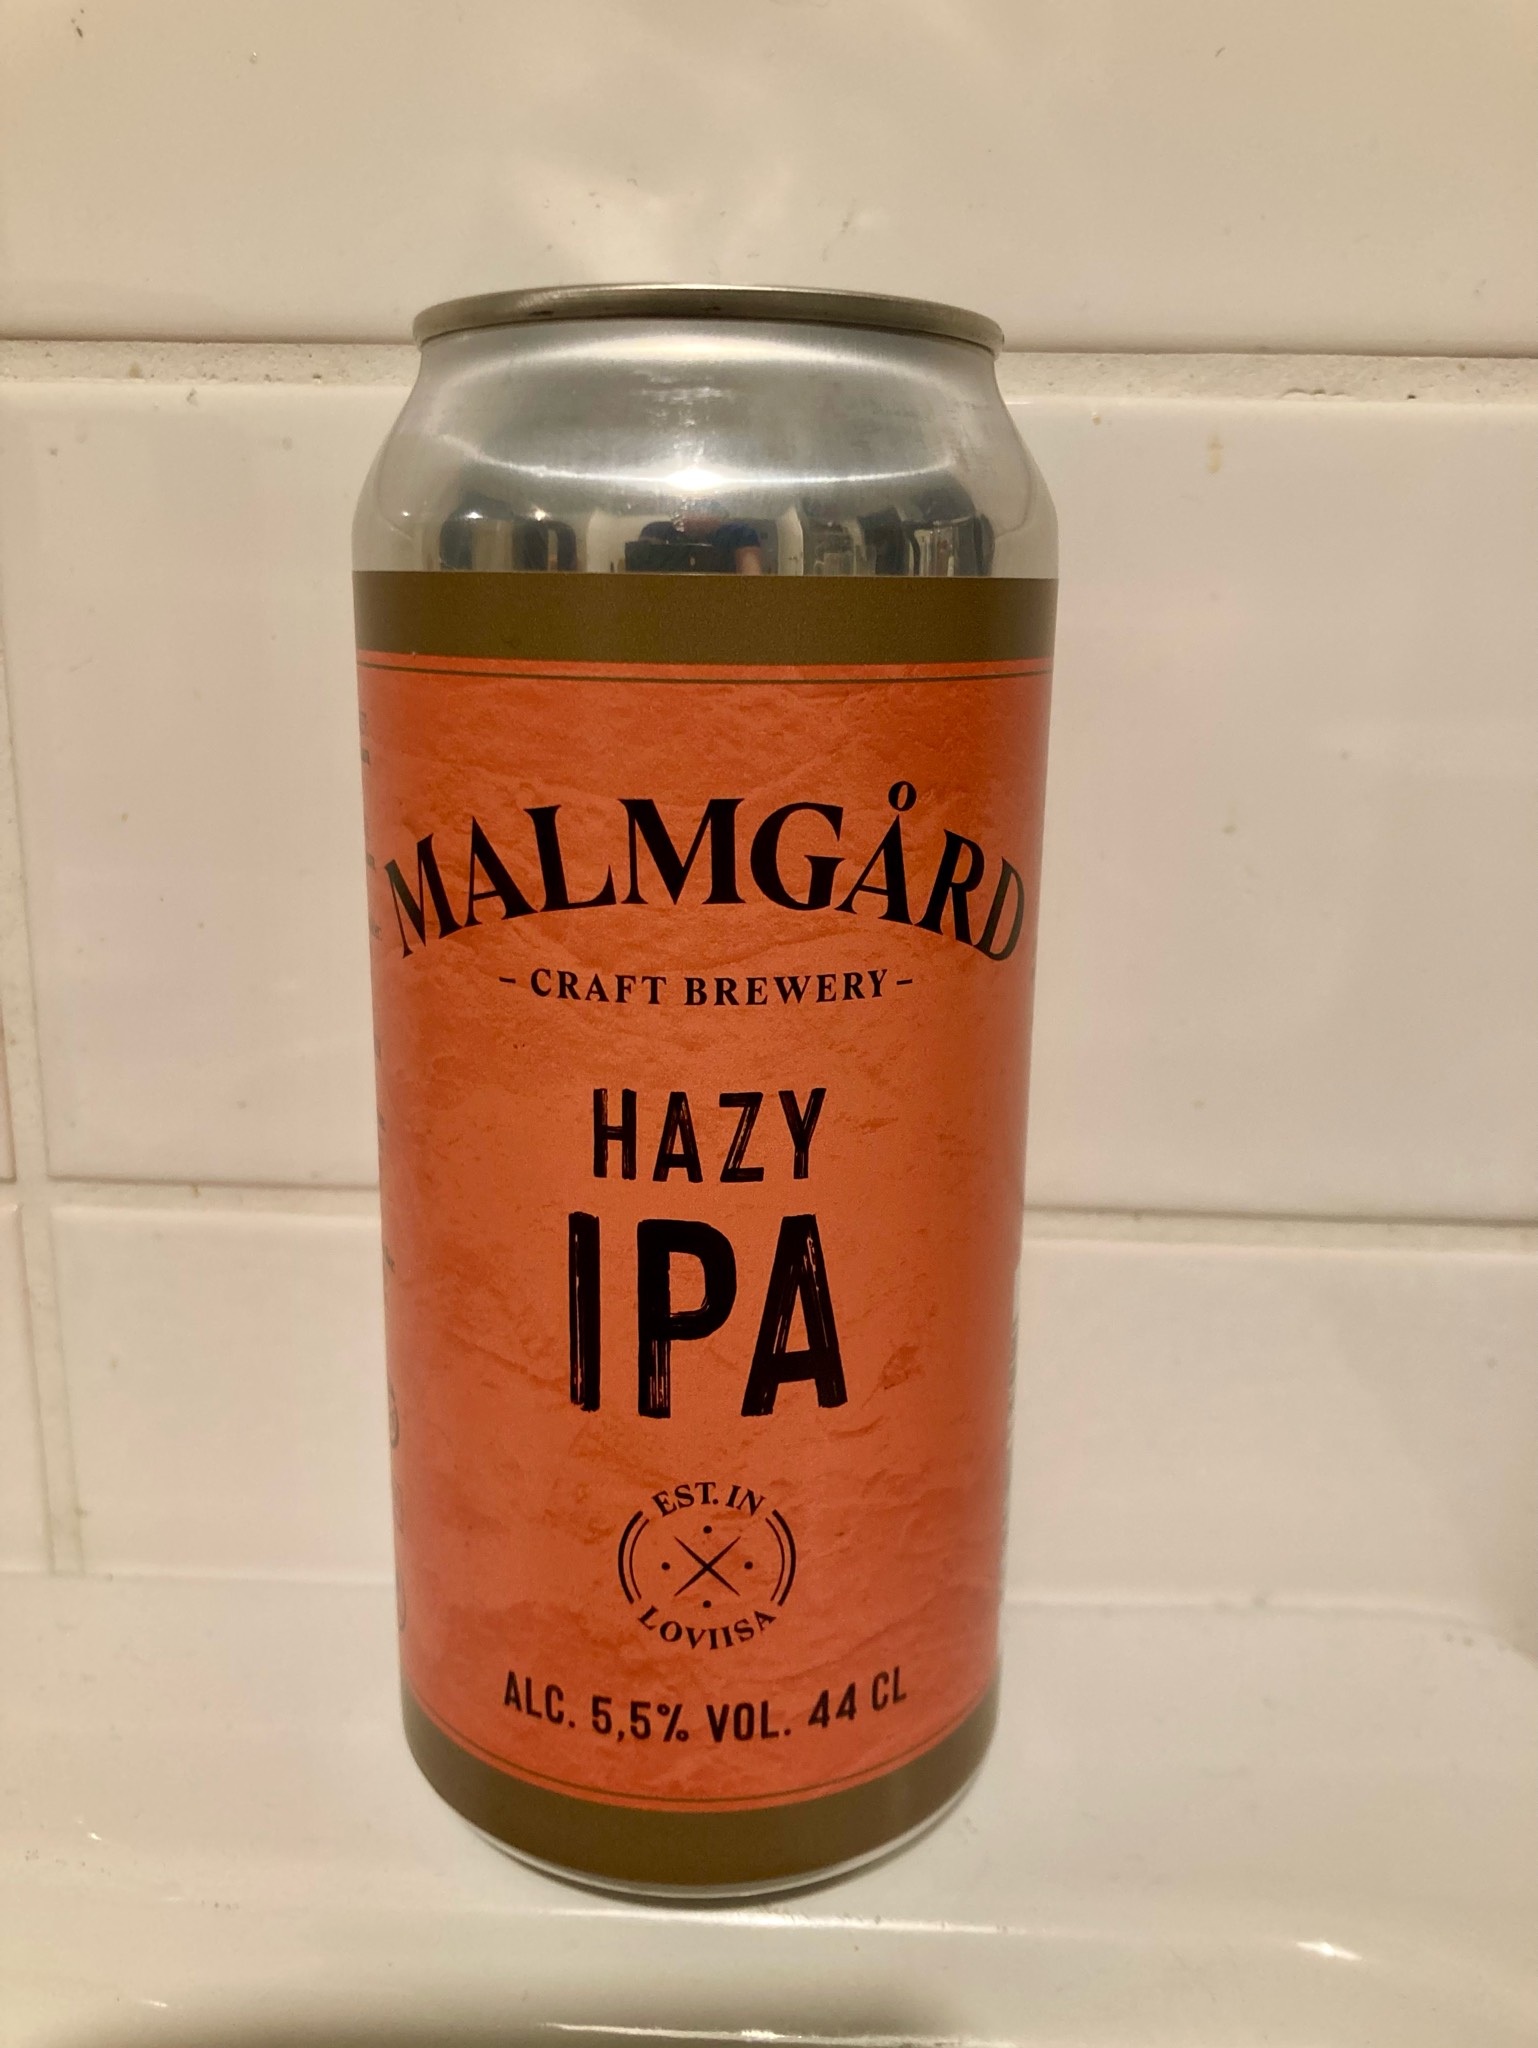 MALMGÅRD
- CRAFT BREWERY -
HAZY
IPA
EST. IN
LOVIISA
ALC. 5,5% VOL. 44 CL